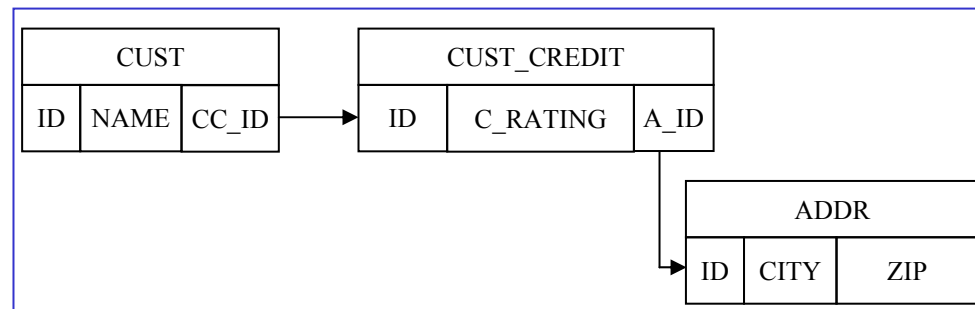 CUST
ID NAME CC_ID
CUST_CREDIT
ID C_RATING A_ID
ADDR
ID CITY ZIP